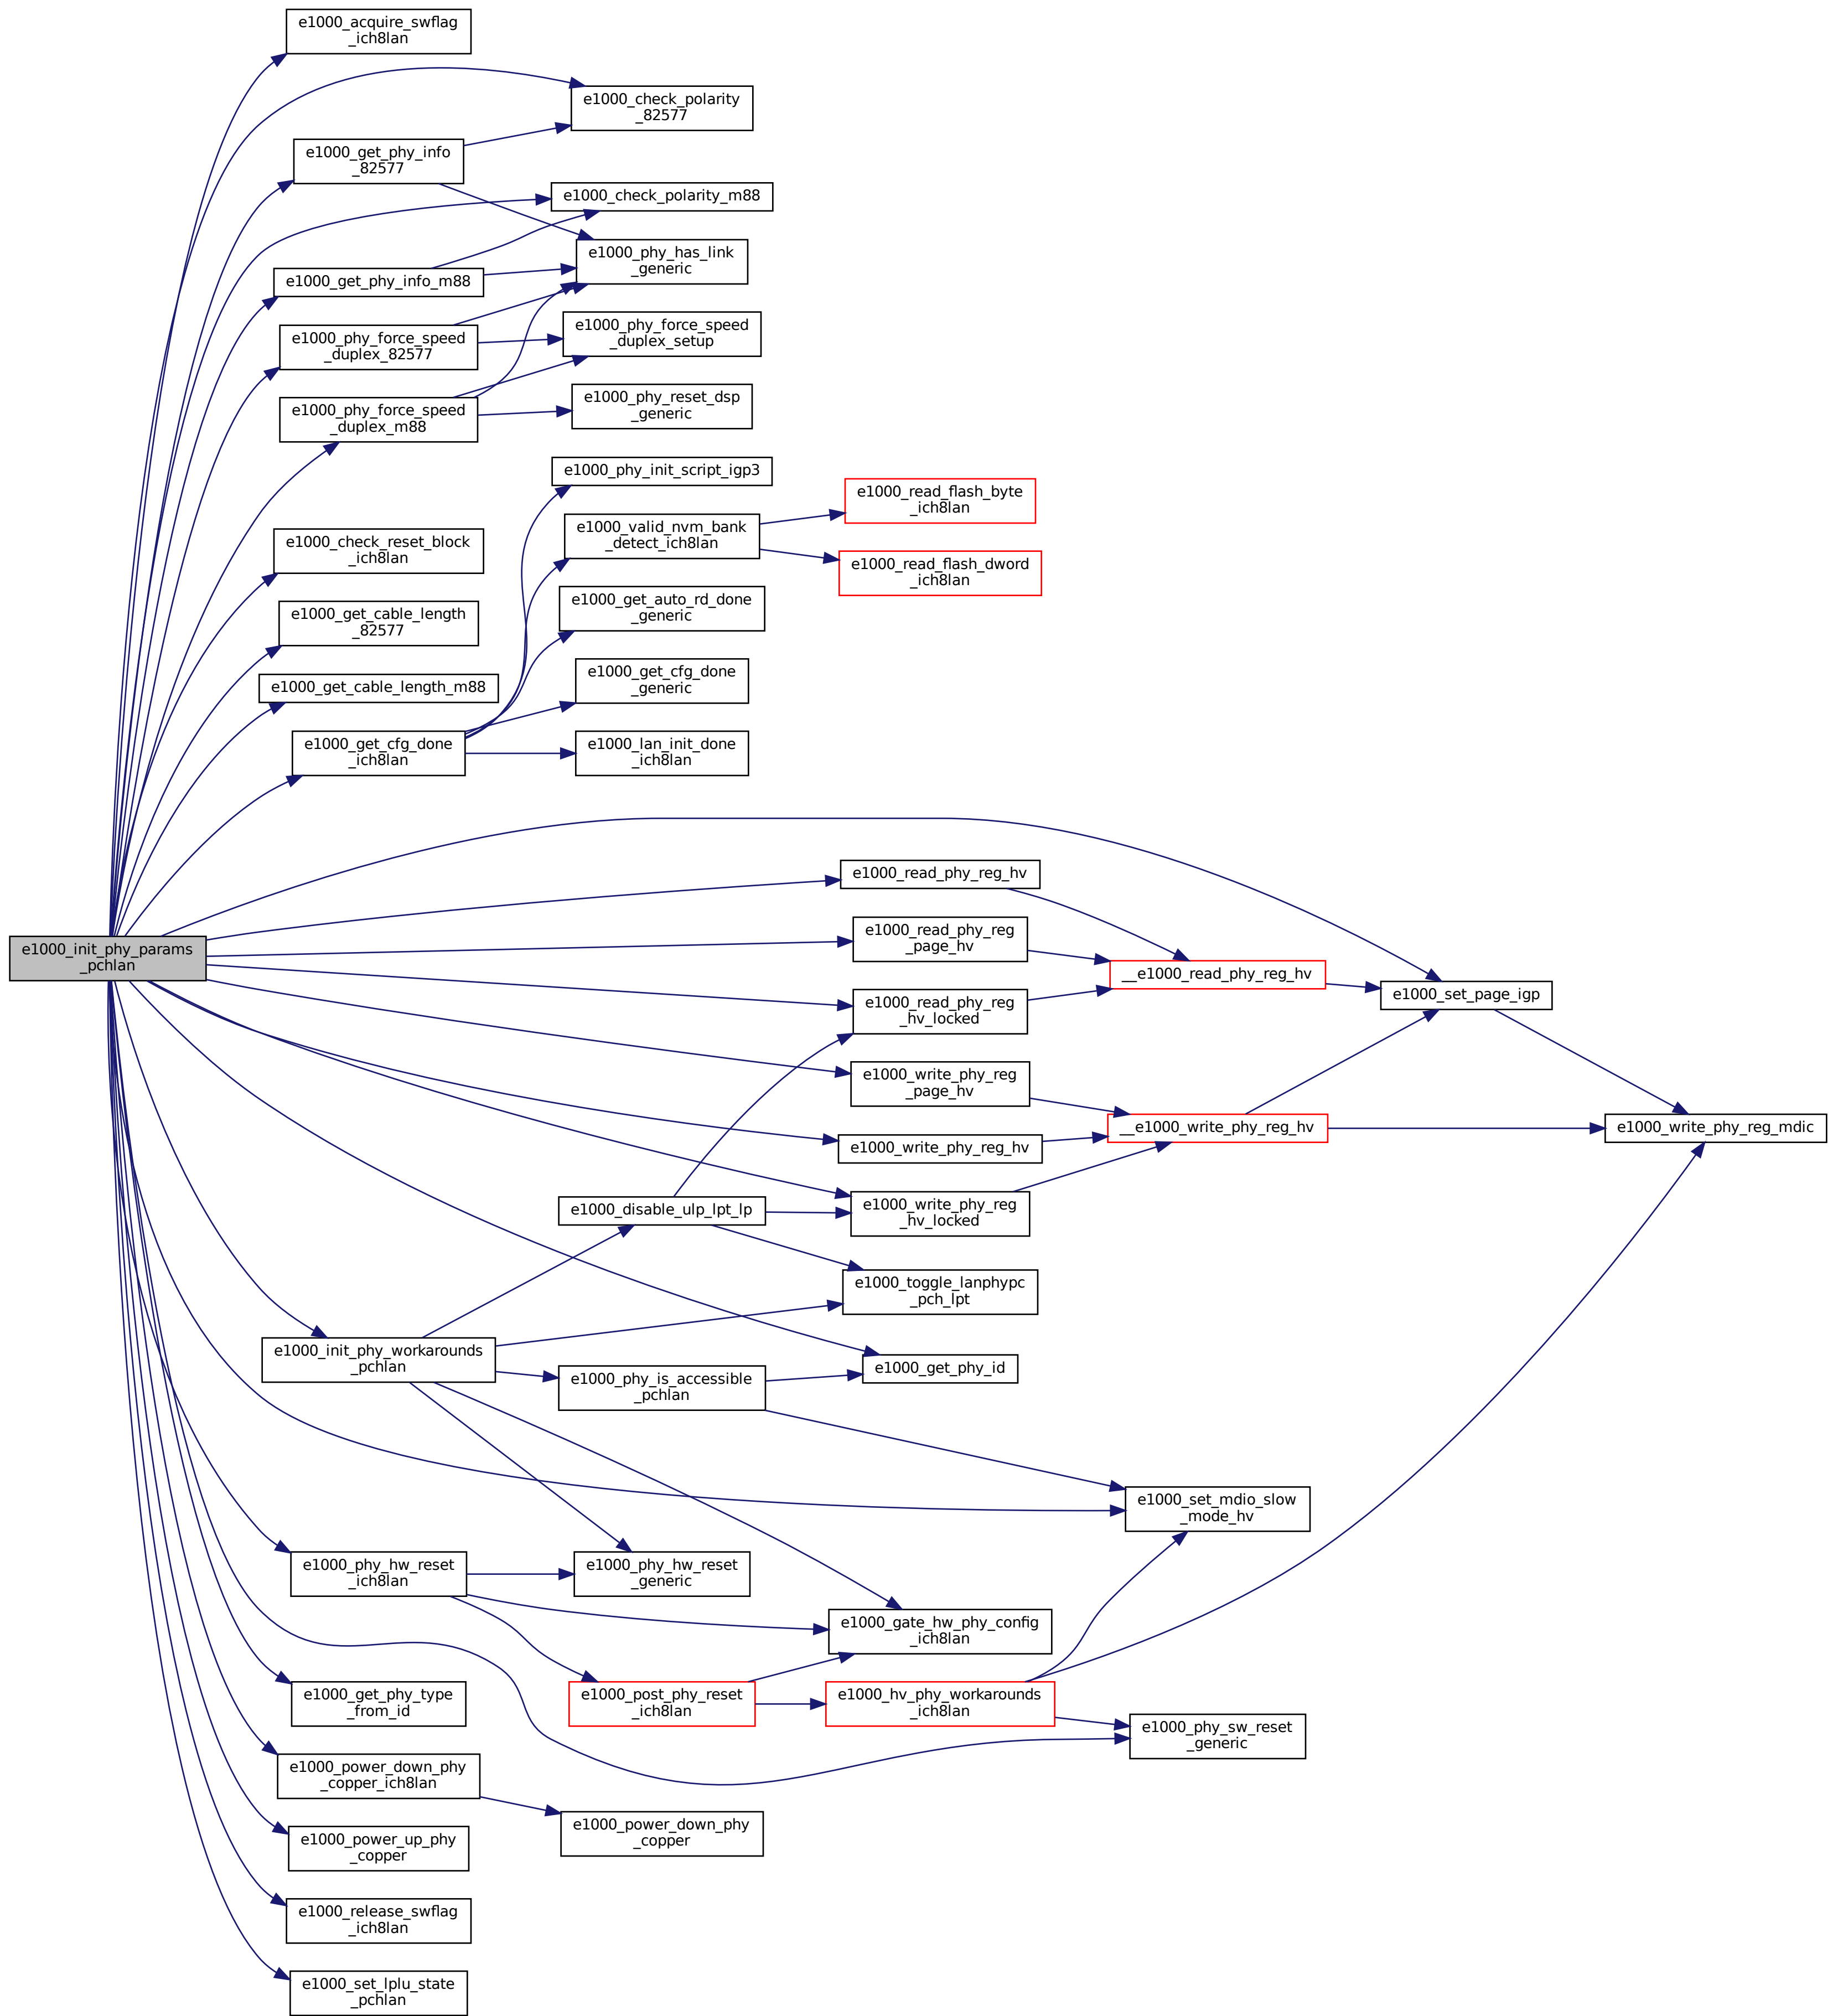 e1000_acquire_swflag
_ich8lan
e1000_check_polarity
_82577
e1000_get_phy_info
_82577
e1000_check_polarity_m88
e1000_phy_has_link
_generic
e1000_get_phy_info_m88
e1000_phy_force_speed
_duplex_setup
e1000_phy_force_speed
_duplex_82577
e1000_phy_reset_dsp
_generic
e1000_phy_force_speed
_duplex_m88
e1000_phy_init_script_igp3
e1000_read_flash_byte
_ich8lan
e1000_valid_nvm_bank
_detect_ich8lan
e1000_check_reset_block
_ich8lan
e1000_read_flash_dword
_ich8lan
e1000_get_auto_rd_done
_generic
e1000_get_cable_length
_82577
e1000_get_cfg_done
_generic
e1000_get_cable_length_m88
e1000_get_cfg_done
_ich8lan
e1000_lan_init_done
_ich8lan
e1000_read_phy_reg_hv
e1000_read_phy_reg
_page_hv
e1000_init_phy_params
_pchlan
__e1000_read_phy_reg_hv
e1000_set_page_igp
e1000_read_phy_reg
_hv_locked
e1000_write_phy_reg
_page_hv
__e1000_write_phy_reg_hv
e1000_write_phy_reg_mdic
e1000_write_phy_reg_hv
e1000_disable_ulp_lpt_lp
e1000_write_phy_reg
_hv_locked
e1000_toggle_lanphypc
_pch_lpt
e1000_init_phy_workarounds
_pchlan
e1000_get_phy_id
e1000_phy_is_accessible
_pchlan
e1000_set_mdio_slow
_mode_hv
e1000_phy_hw_reset
_ich8lan
e1000_phy_hw_reset
_generic
e1000_gate_hw_phy_config
_ich8lan
e1000_get_phy_type
_from_id
e1000_post_phy_reset
_ich8lan
e1000_hv_phy_workarounds
_ich8lan
e1000_phy_sw_reset
_generic
e1000_power_down_phy
_copper_ich8lan
e1000_power_down_phy
_copper
e1000_power_up_phy
_copper
e1000_release_swflag
_ich8lan
e1000_set_lplu_state
_pchlan